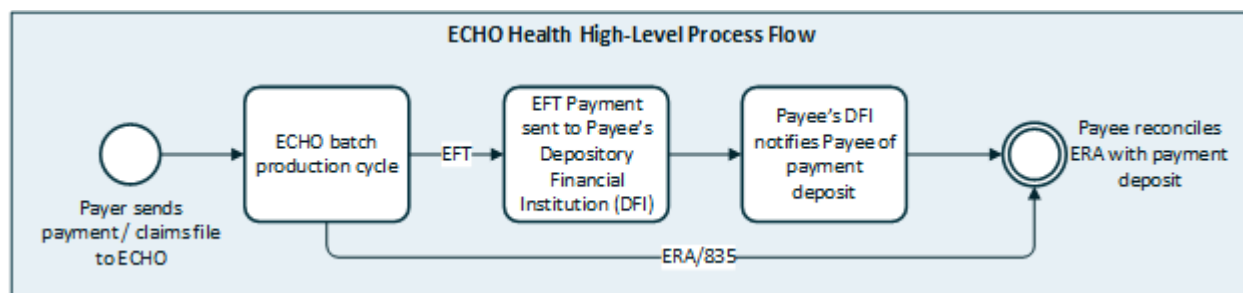 ECHO Health High-Level Process Flow
Payer sends
payment / claims file
to ECHO
ECHO batch
production cycle
EFT
EFT Payment
sent to Payee's
Depository
Financial
Institution (DFI)
Payee's DFI
notifies Payee of
payment
deposit
Payee reconciles
ERA with payment
deposit
ERA/835